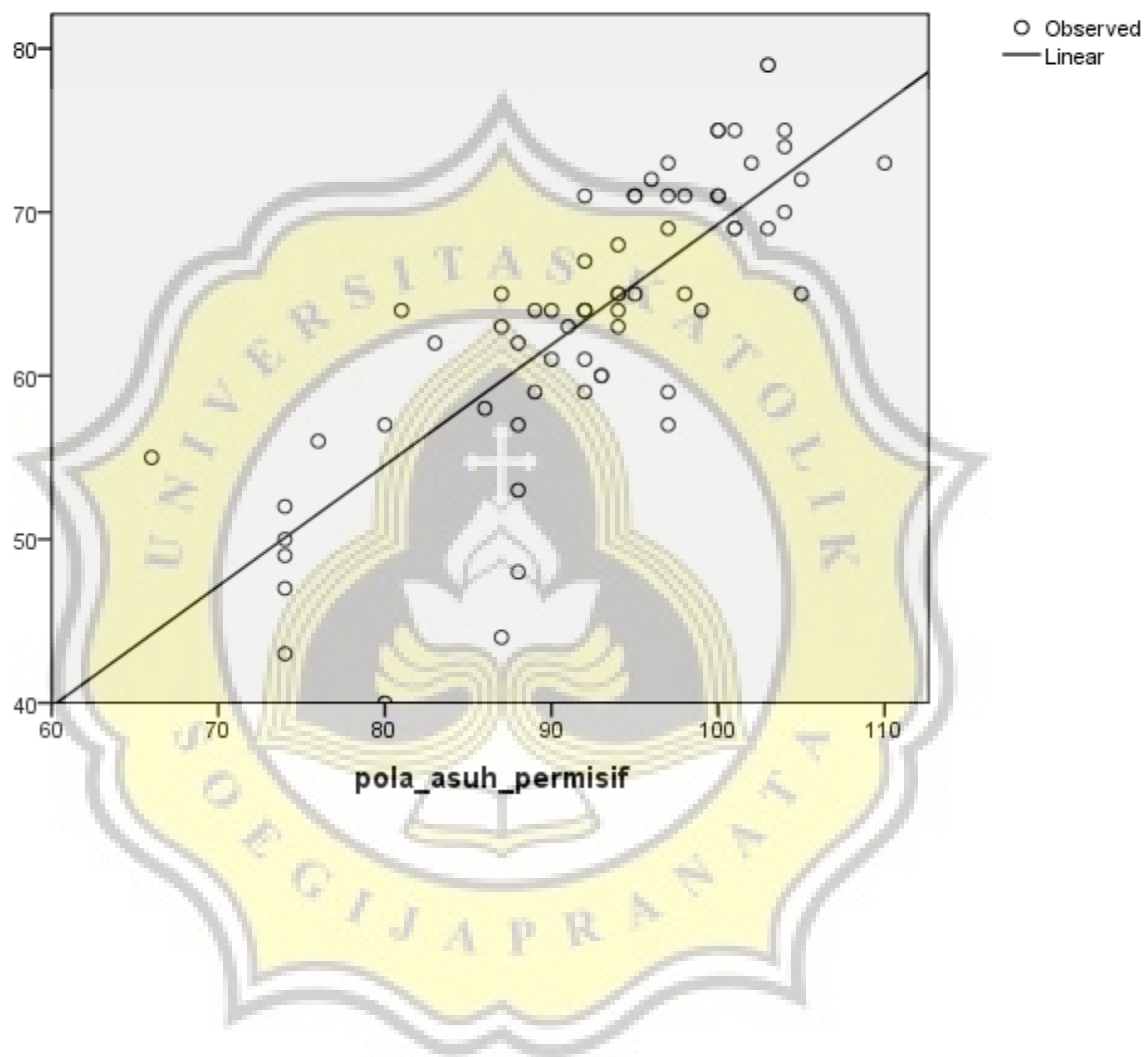 Observed
Linear
80
70
60
50
40
60 70 80 90 100 110
pola_asuh_permisif
UNIVERSITAS KATOLIK
SOEGIJAPRANATA